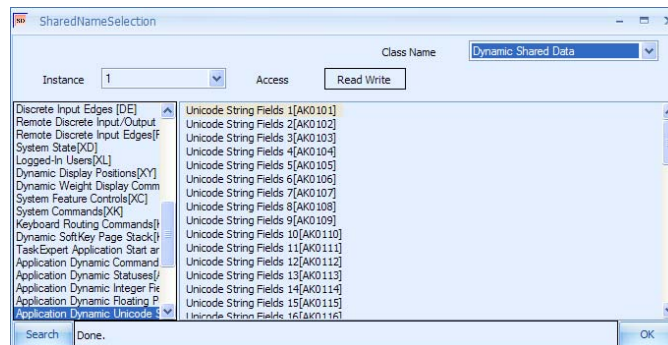 SD SharedNameSelection
Class Name Dynamic Shared Data
Instance 1 Access Read Write
Discrete Input Edges [DE]
Remote Discrete Input/Output
Remote Discrete Input Edges[
System State[XD]
Logged-In Users[XL]
Dynamic Display Positions[XY]
Dynamic Weight Display Comm
System Feature Controls[XC]
System Commands[XK]
Keyboard Routing Commands[
Dynamic SoftKey Page Stack[
TaskExpert Application Start ar
Application Dynamic Command
Application Dynamic Statuses[
Application Dynamic Integer Fie
Application Dynamic Floating P
Application Dynamic Unicode S
Unicode String Fields 1[AK0101]
Unicode String Fields 2[AK0102]
Unicode String Fields 3[AK0103]
Unicode String Fields 4[AK0104]
Unicode String Fields 5[AK0105]
Unicode String Fields 6[AK0106]
Unicode String Fields 7[AK0107]
Unicode String Fields 8[AK0108]
Unicode String Fields 9[AK0109]
Unicode String Fields 10[AK0110]
Unicode String Fields 11[AK0111]
Unicode String Fields 12[AK0112]
Unicode String Fields 13[AK0113]
Unicode String Fields 14[AK0114]
Unicode String Fields 15[AK0115]
Unicode String Fields 16[AK0116]
Search Done. OK